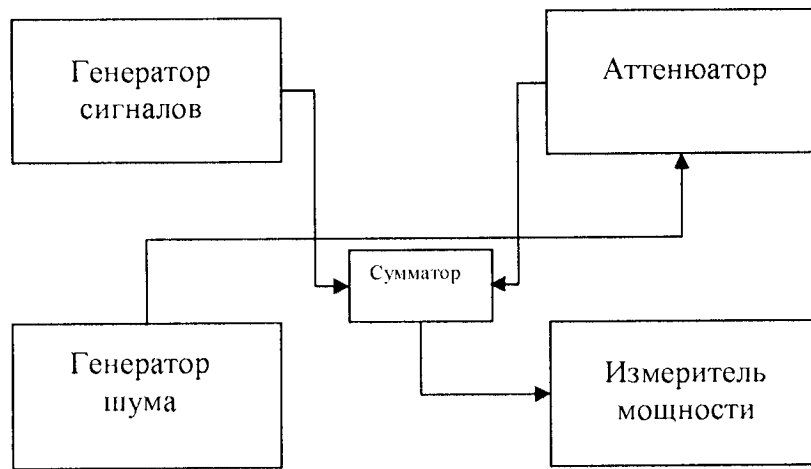 Генератор
сигналов
Аттенюатор
Сумматор
Генератор
шума
Измеритель
мощности